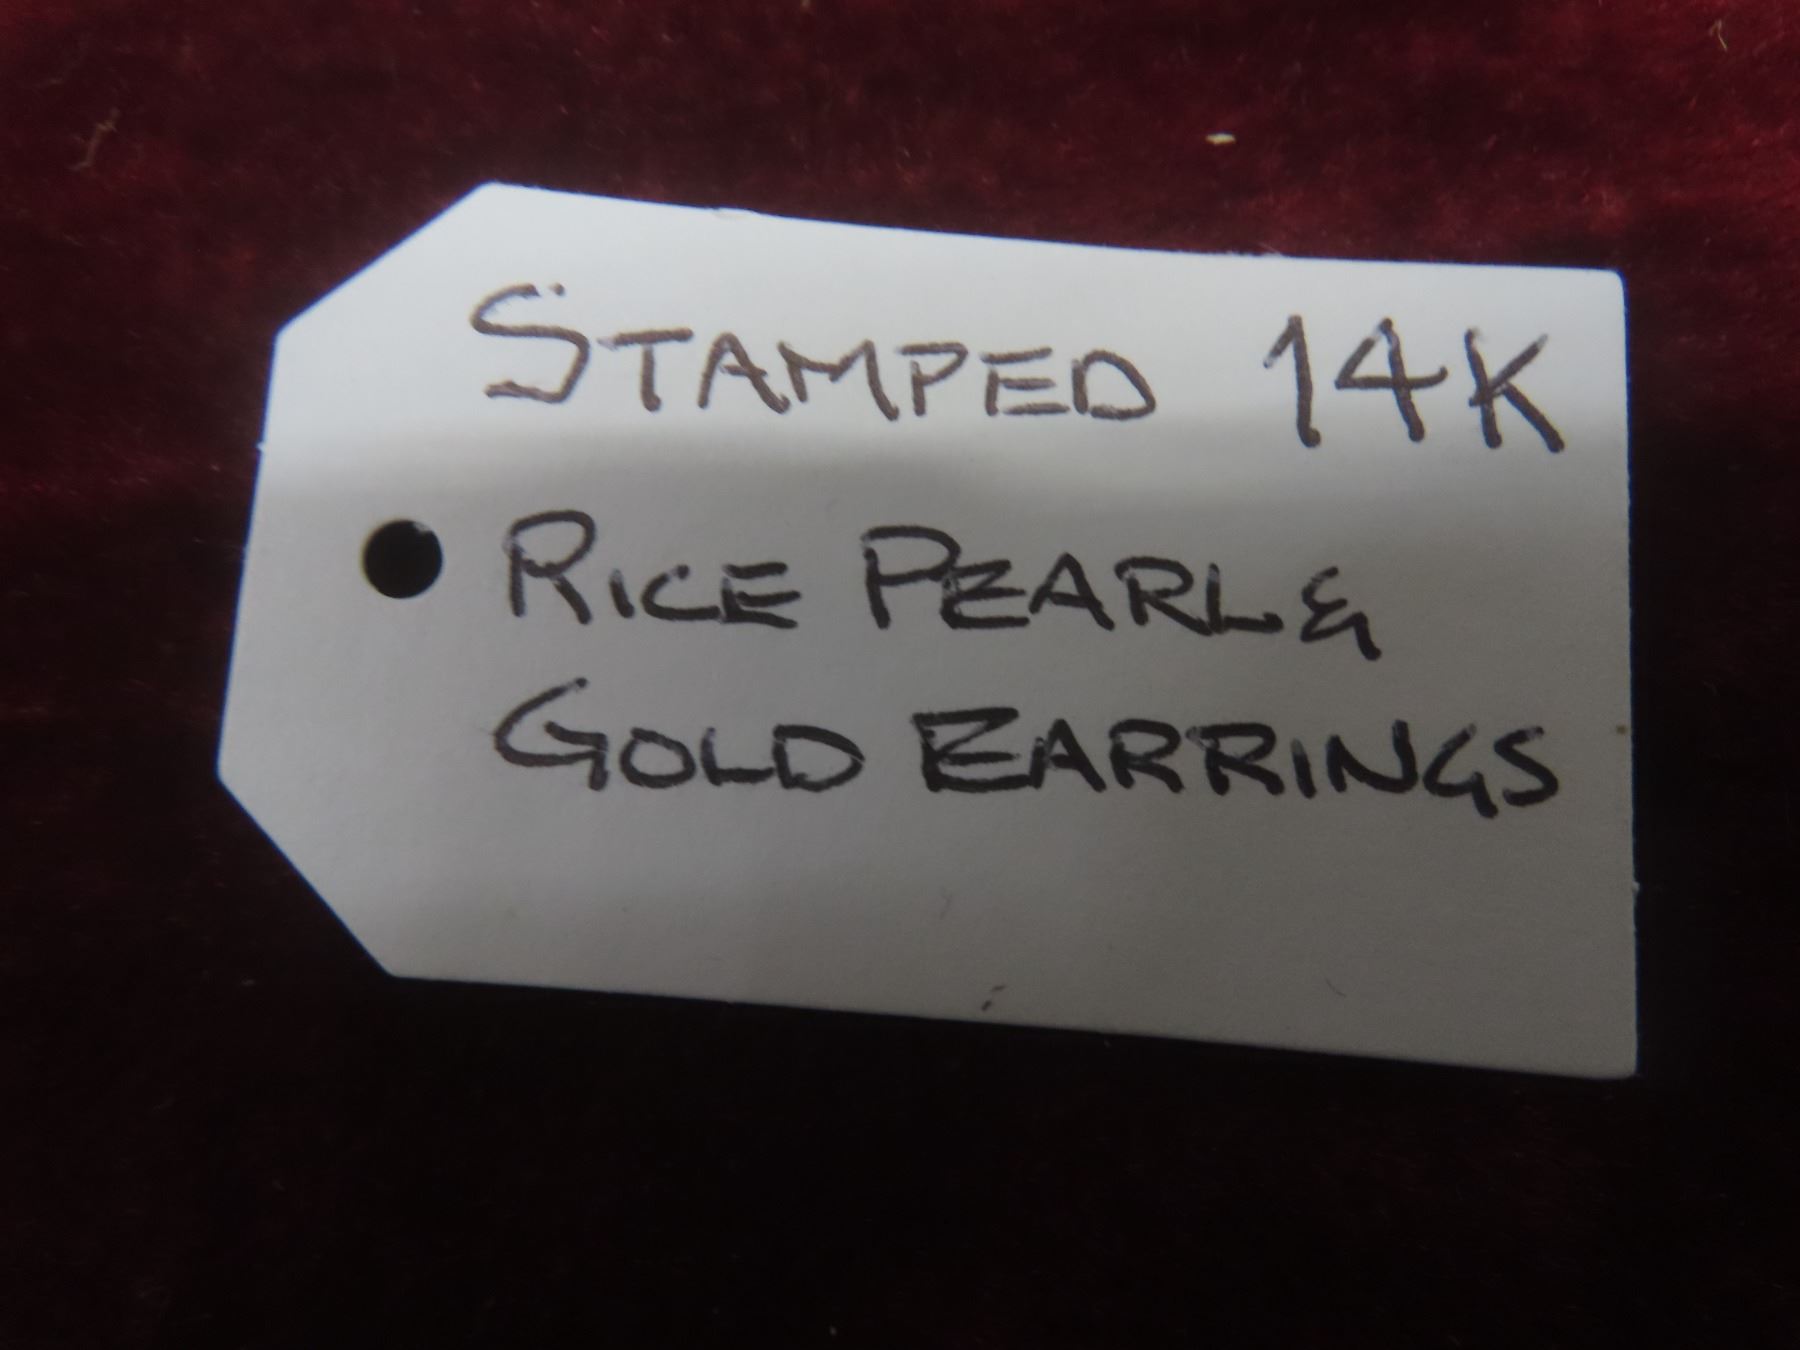 STAMPED 14K
RICE PEARL &
GOLD EARRINGS